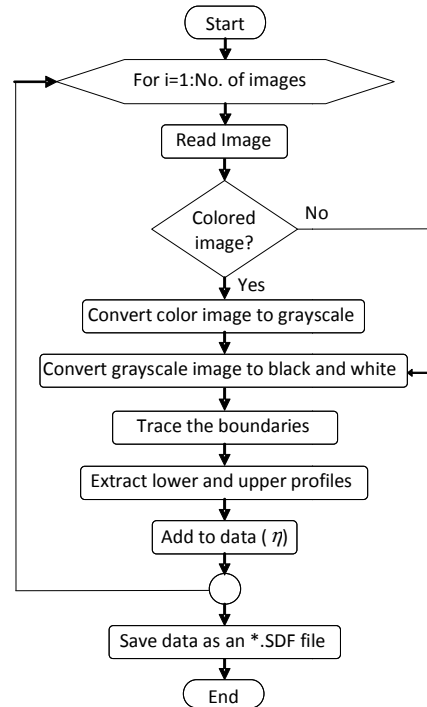 Start
For i=1:No. of images
Read Image
Colored
image?
No
Yes
Convert color image to grayscale
Convert grayscale image to black and white
Trace the boundaries
Extract lower and upper profiles
Add to data ( η)
Save data as an *.SDF file
End